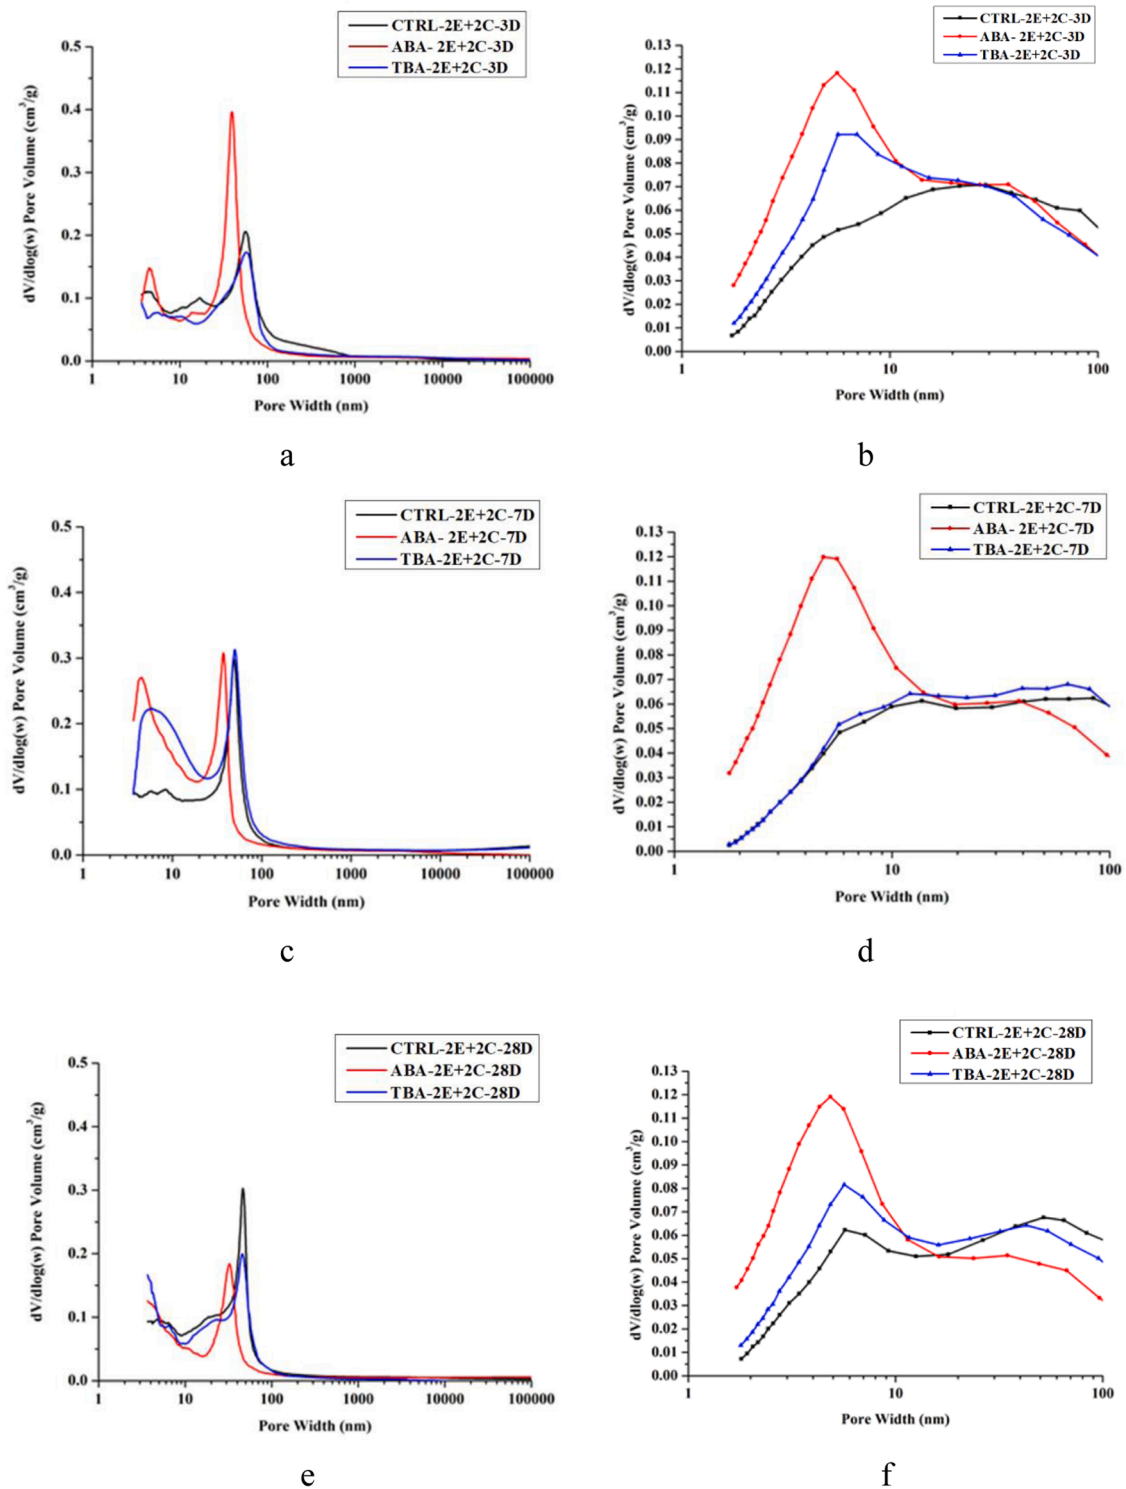 CTRL-2E+2C-3D
ABA- 2E+2C-3D
TBA-2E+2C-3D
dV/dlog(w) Pore Volume (cm³/g)
0.5
0.4
0.3
0.2
0.1
0.0
1 10 100 1000 10000 100000
Pore Width (nm)
a
CTRL-2E+2C-3D
ABA- 2E+2C-3D
TBA-2E+2C-3D
dV/dlog(w) Pore Volume (cm³/g)
0.13
0.12
0.11
0.10
0.09
0.08
0.07
0.06
0.05
0.04
0.03
0.02
0.01
0.00
1 10 100
Pore Width (nm)
b
CTRL-2E+2C-7D
ABA- 2E+2C-7D
TBA-2E+2C-7D
dV/dlog(w) Pore Volume (cm³/g)
0.5
0.4
0.3
0.2
0.1
0.0
1 10 100 1000 10000 100000
Pore Width (nm)
c
CTRL-2E+2C-7D
ABA- 2E+2C-7D
TBA-2E+2C-7D
dV/dlog(w) Pore Volume (cm³/g)
0.13
0.12
0.11
0.10
0.09
0.08
0.07
0.06
0.05
0.04
0.03
0.02
0.01
0.00
1 10 100
Pore Width (nm)
d
CTRL-2E+2C-28D
ABA-2E+2C-28D
TBA-2E+2C-28D
dV/dlog(w) Pore Volume (cm³/g)
0.5
0.4
0.3
0.2
0.1
0.0
1 10 100 1000 10000 100000
Pore Width (nm)
e
CTRL-2E+2C-28D
ABA-2E+2C-28D
TBA-2E+2C-28D
dV/dlog(w) Pore Volume (cm³/g)
0.13
0.12
0.11
0.10
0.09
0.08
0.07
0.06
0.05
0.04
0.03
0.02
0.01
0.00
1 10 100
Pore Width (nm)
f